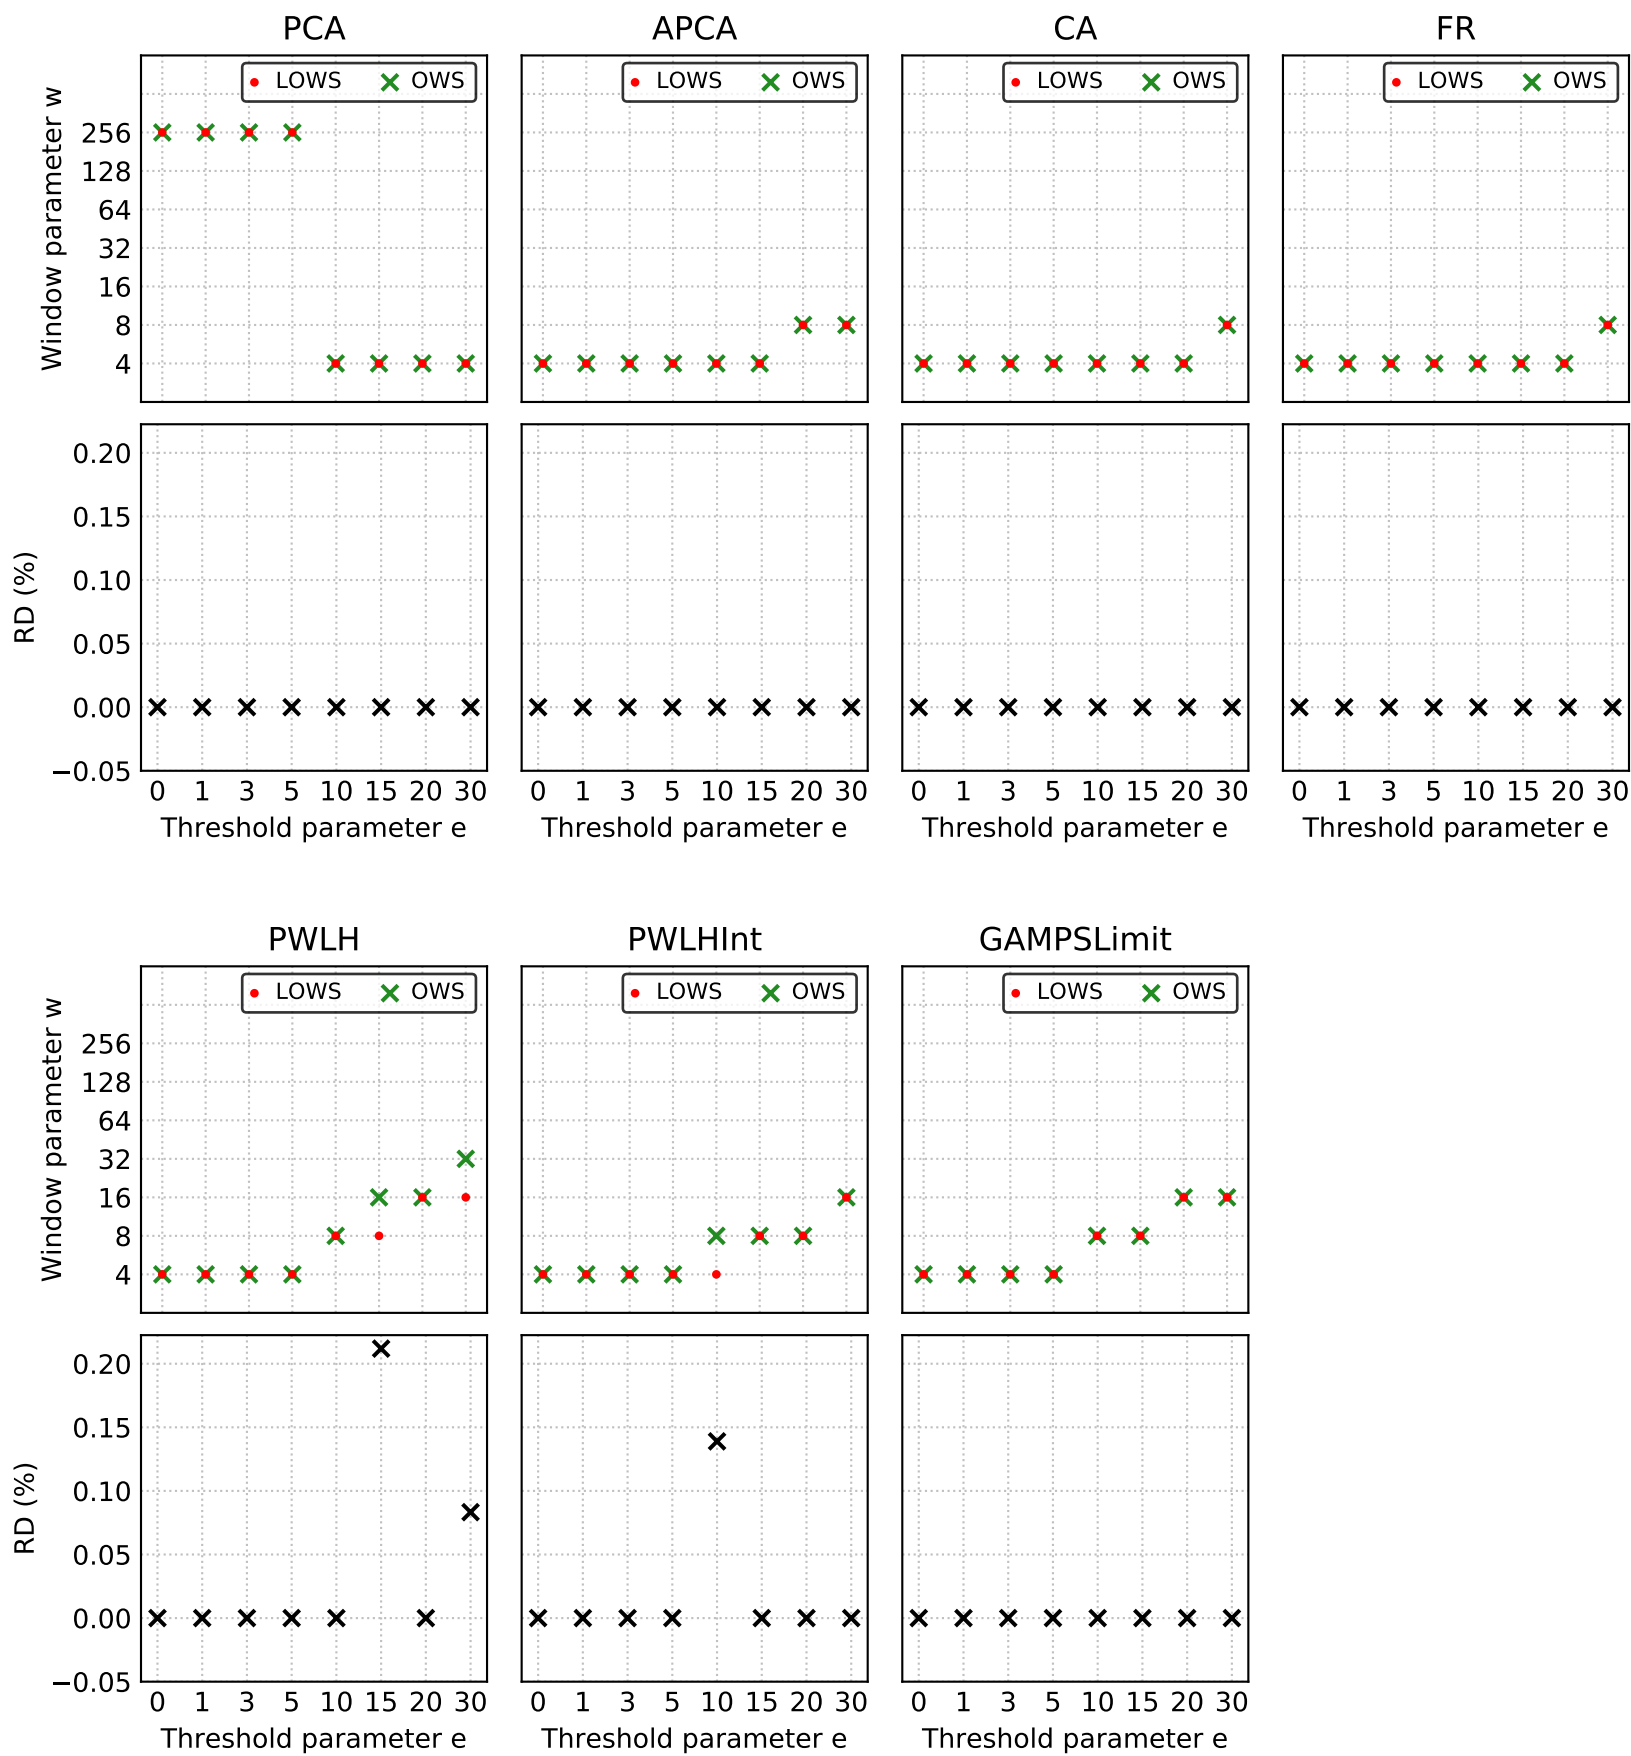 PCA APCA CA FR
LOWS OWS LOWS OWS LOWS OWS LOWS OWS
Window parameter w
256
128
64
32
16
8
4
RD (%)
0.20
0.15
0.10
0.05
0.00
−0.05
0 1 3 5 10 15 20 30 0 1 3 5 10 15 20 30 0 1 3 5 10 15 20 30 0 1 3 5 10 15 20 30
Threshold parameter e Threshold parameter e Threshold parameter e Threshold parameter e
PWLH PWLHInt GAMPSLimit
LOWS OWS LOWS OWS LOWS OWS
Window parameter w
256
128
64
32
16
8
4
RD (%)
0.20
0.15
0.10
0.05
0.00
−0.05
0 1 3 5 10 15 20 30 0 1 3 5 10 15 20 30 0 1 3 5 10 15 20 30
Threshold parameter e Threshold parameter e Threshold parameter e